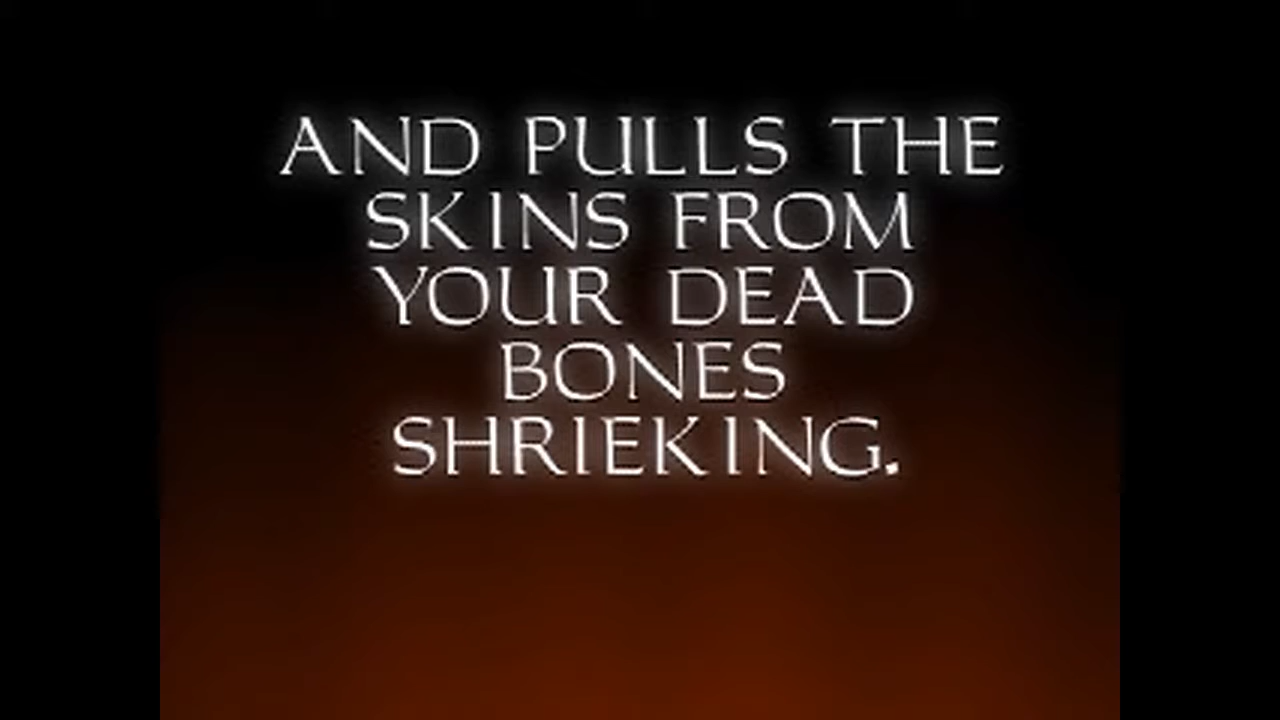 AND PULLS THE
SKINS FROM
YOUR DEAD
BONES
SHRIEKING.